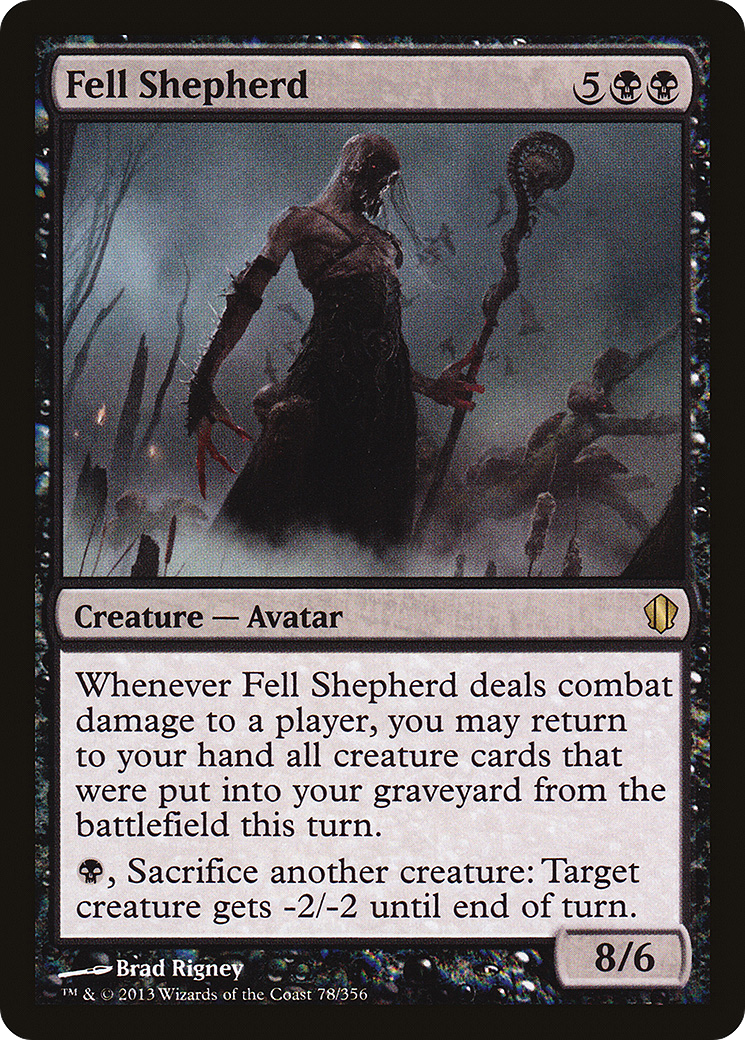 Fell Shepherd 5
Creature — Avatar
Whenever Fell Shepherd deals combat
damage to a player, you may return
to your hand all creature cards that
were put into your graveyard from the
battlefield this turn.
, Sacrifice another creature: Target
creature gets -2/-2 until end of turn.
8/6
Brad Rigney
™ & © 2013 Wizards of the Coast 78/356